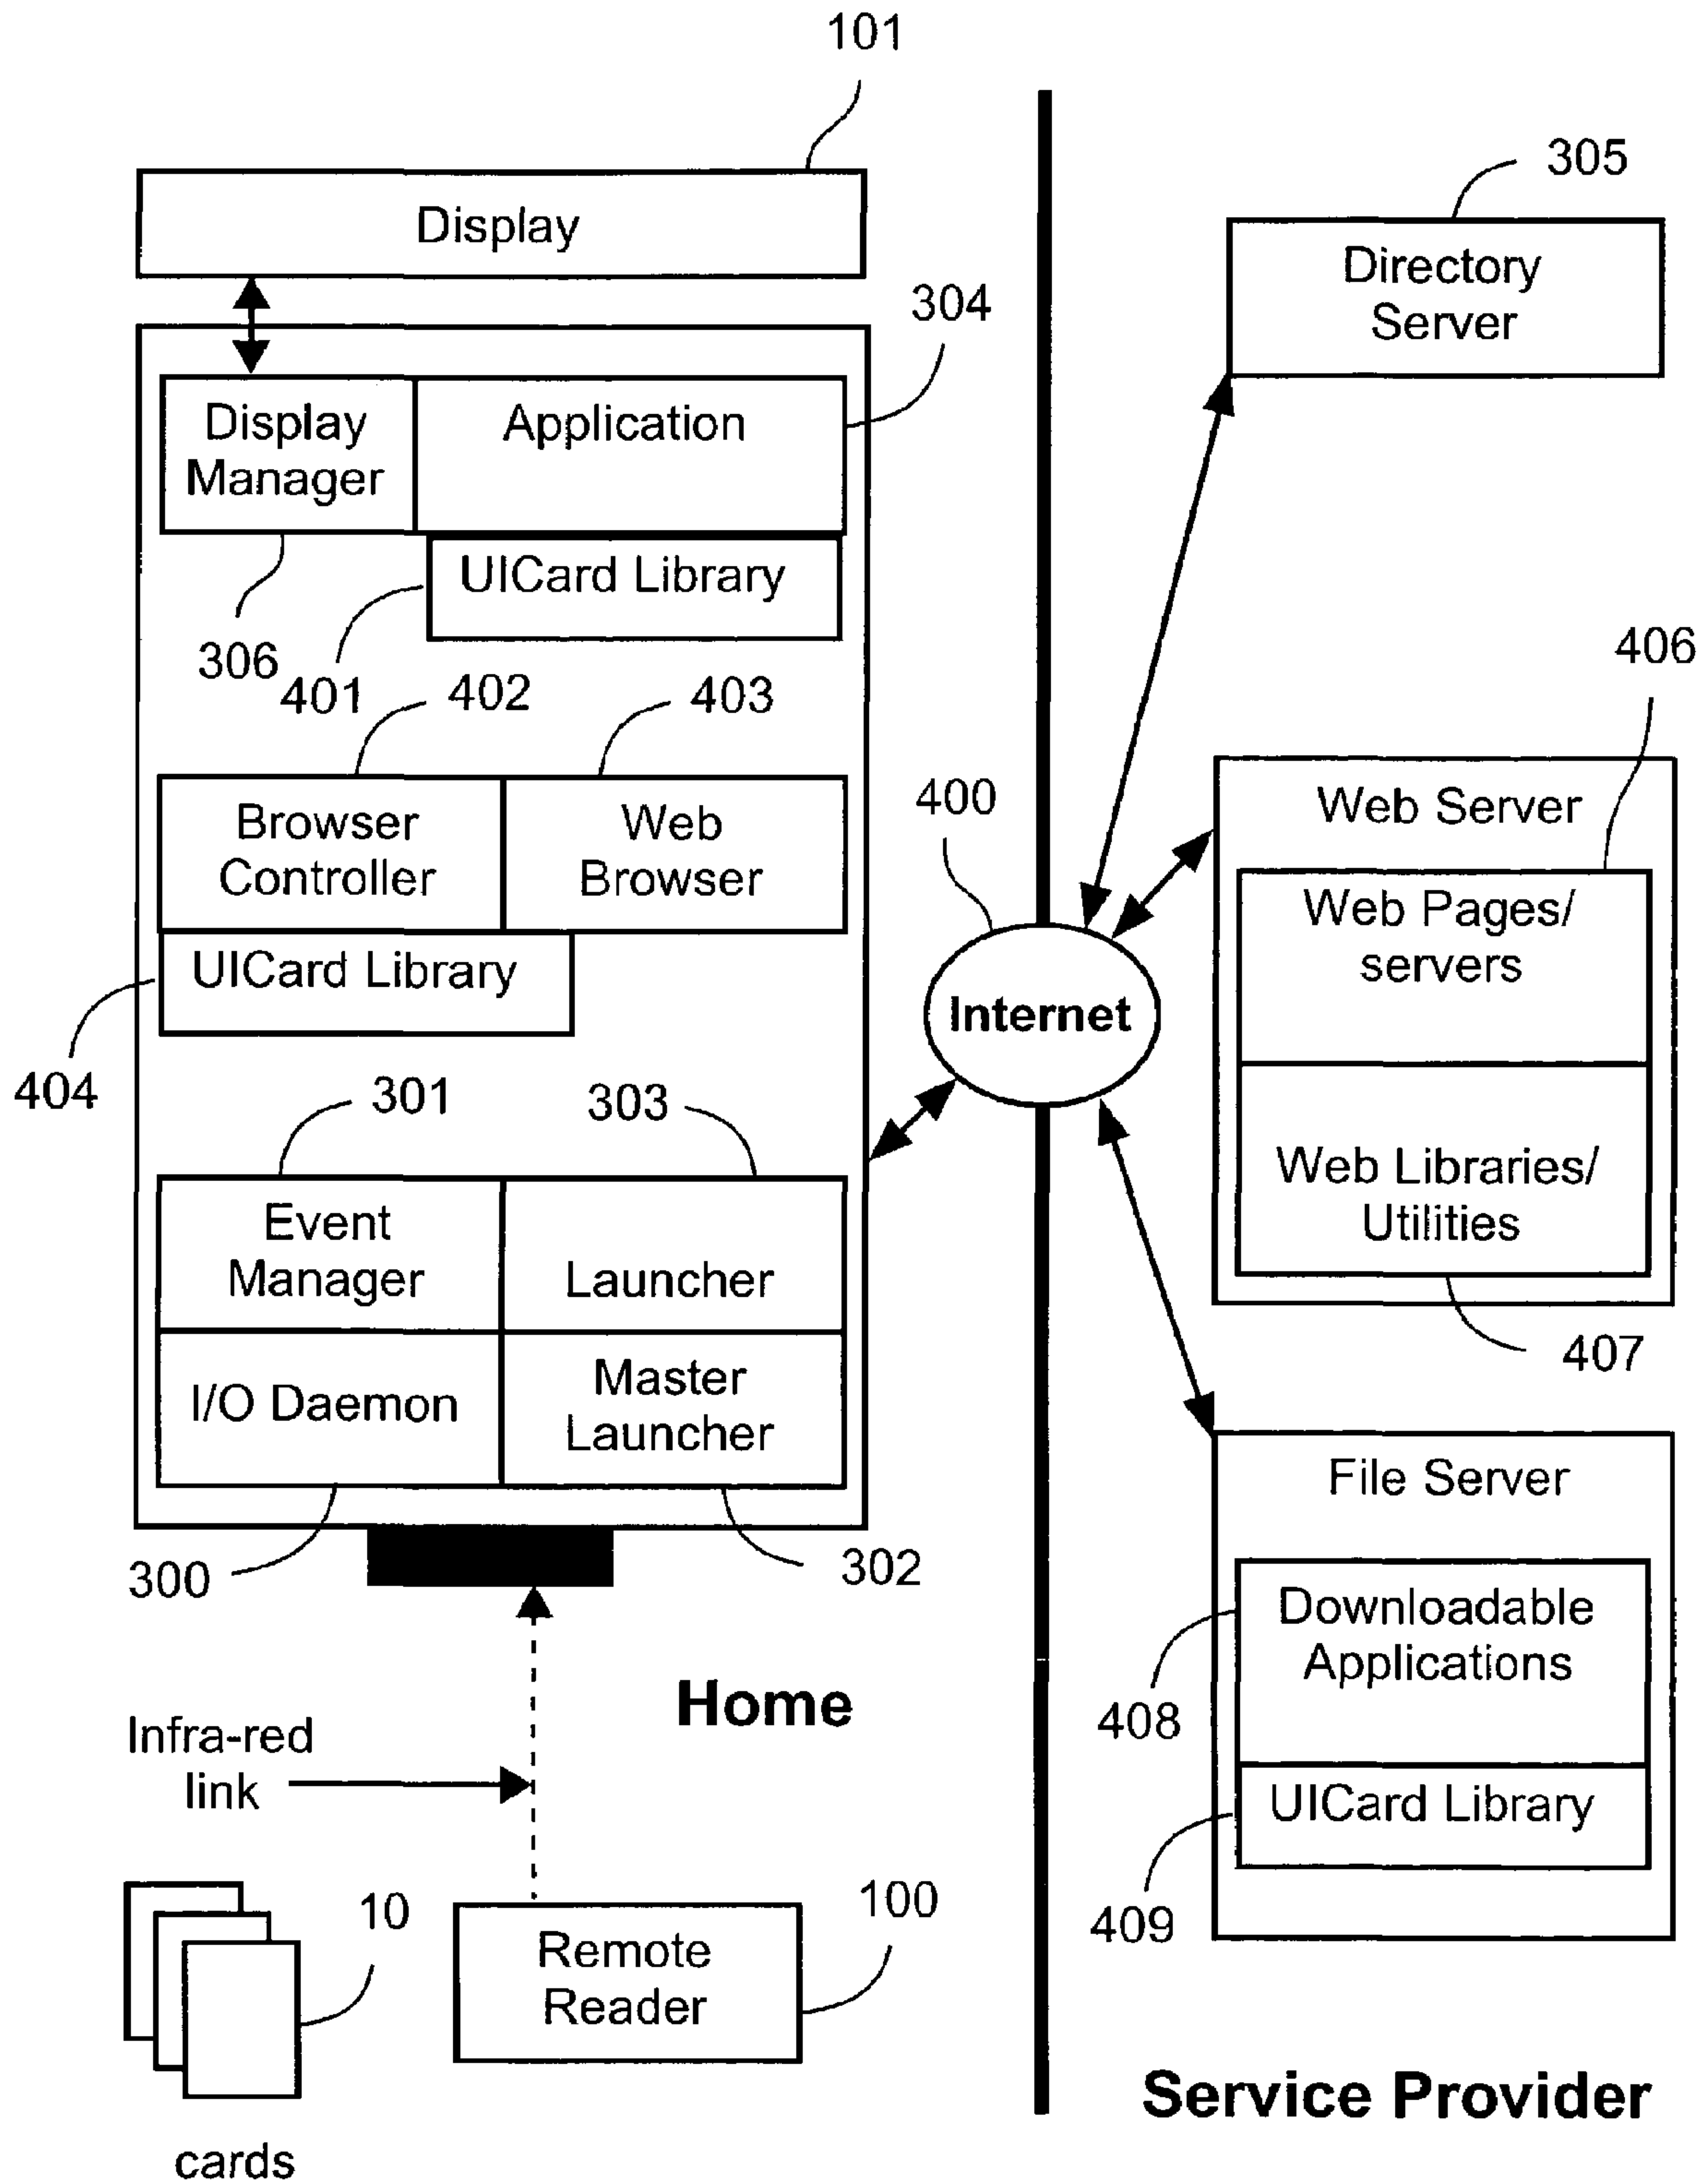 101
Display
304
Display
Manager
Application
UICard Library
306
401
402
403
Browser
Controller
Web
Browser
UICard Library
404
301
303
Event
Manager
Launcher
I/O Daemon
Master
Launcher
300
302
Infra-red
link
Home
10
100
Remote
Reader
cards
400
Internet
305
Directory
Server
406
Web Server
Web Pages/
servers
Web Libraries/
Utilities
407
File Server
Downloadable
Applications
408
UICard Library
409
Service Provider